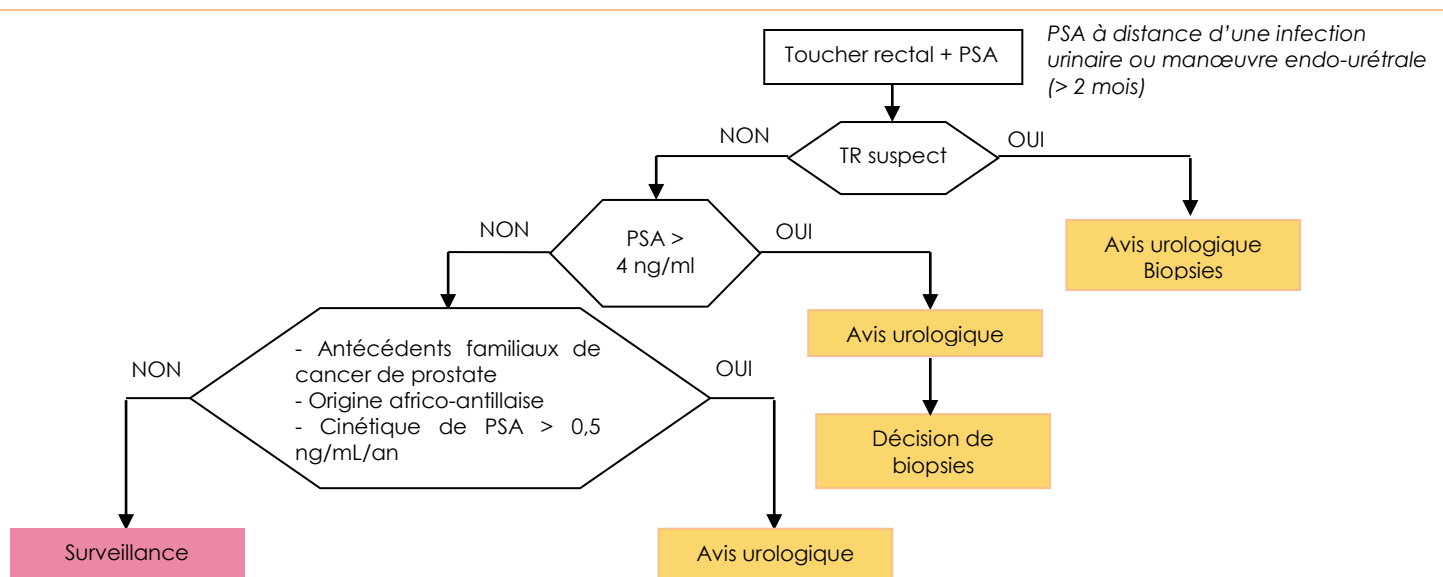 Toucher rectal + PSA
PSA à distance d’une infection
urinaire ou manœuvre endo-urétrale
(> 2 mois)
NON
TR suspect
OUI
NON
PSA >
4 ng/ml
OUI
Avis urologique
Biopsies
Avis urologique
NON
- Antécédents familiaux de
cancer de prostate
- Origine africo-antillaise
- Cinétique de PSA > 0,5
ng/mL/an
OUI
Décision de
biopsies
Surveillance
Avis urologique